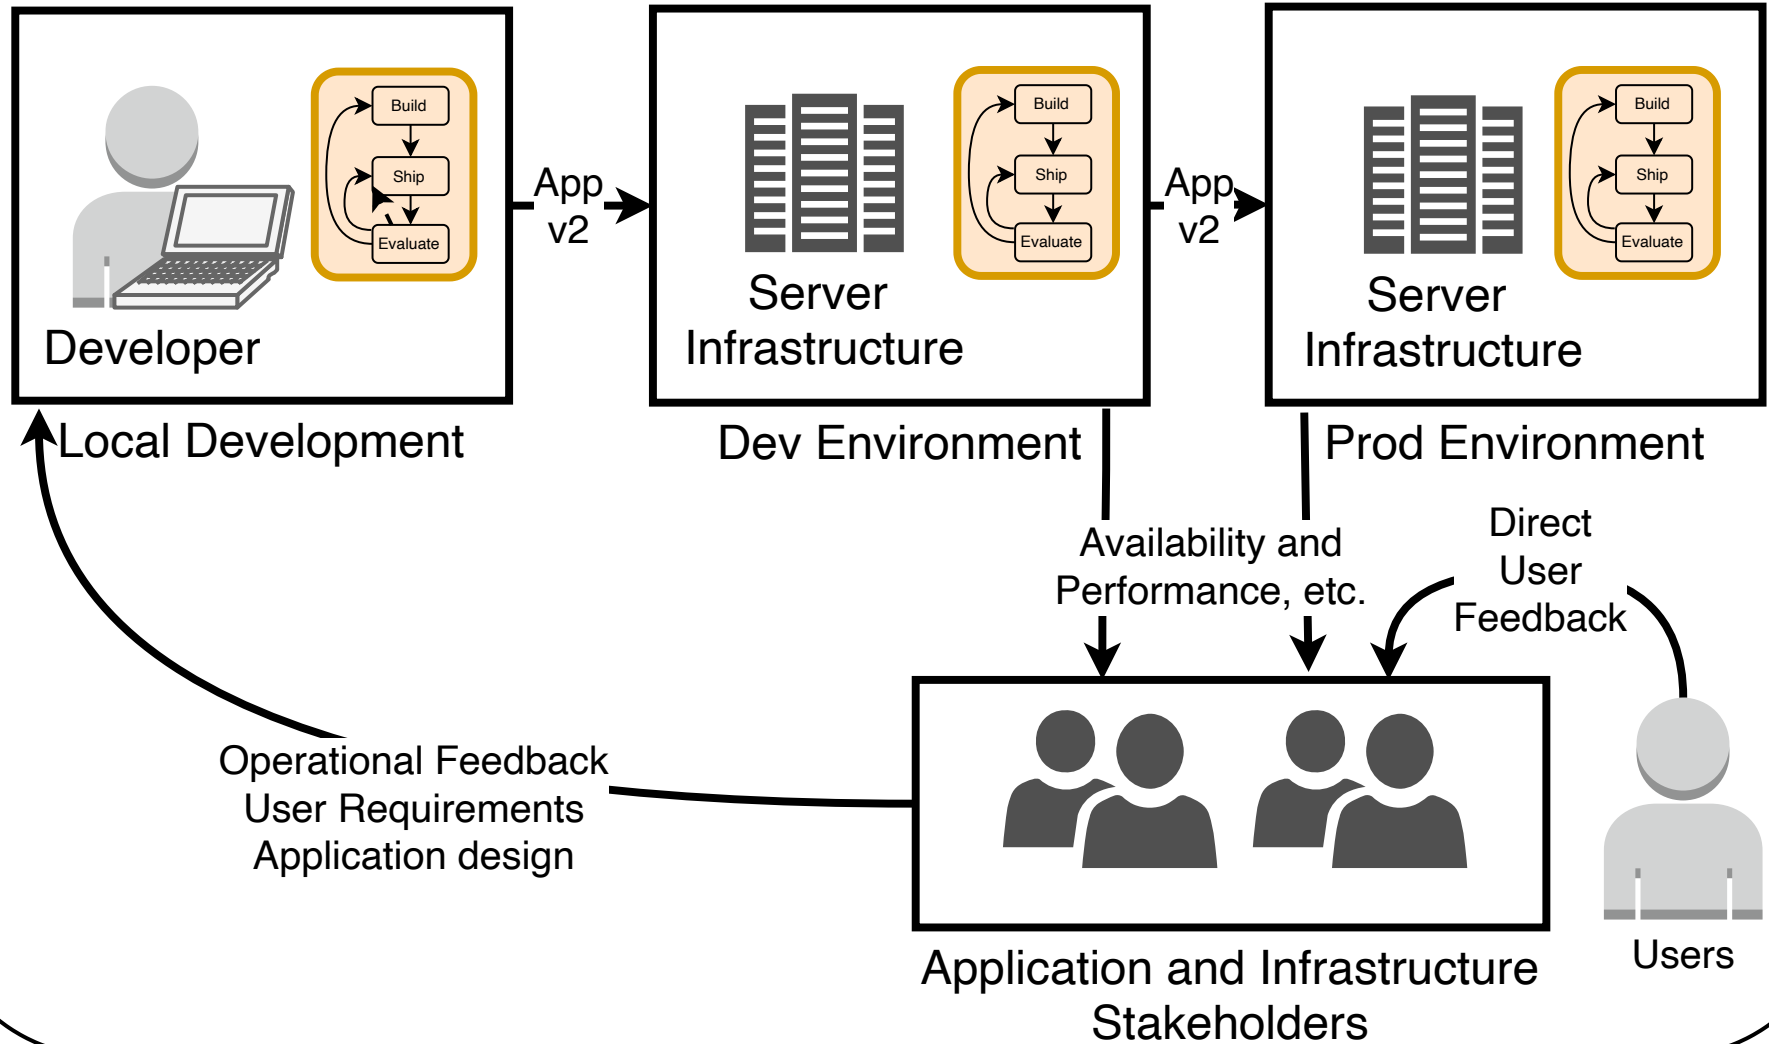 Build
Ship
Evaluate
Developer
Local Development
App
v2
Build
Ship
Evaluate
Server
Infrastructure
Dev Environment
App
v2
Build
Ship
Evaluate
Server
Infrastructure
Prod Environment
Availability and
Performance, etc.
Direct
User
Feedback
Operational Feedback
User Requirements
Application design
Application and Infrastructure
Stakeholders
Users